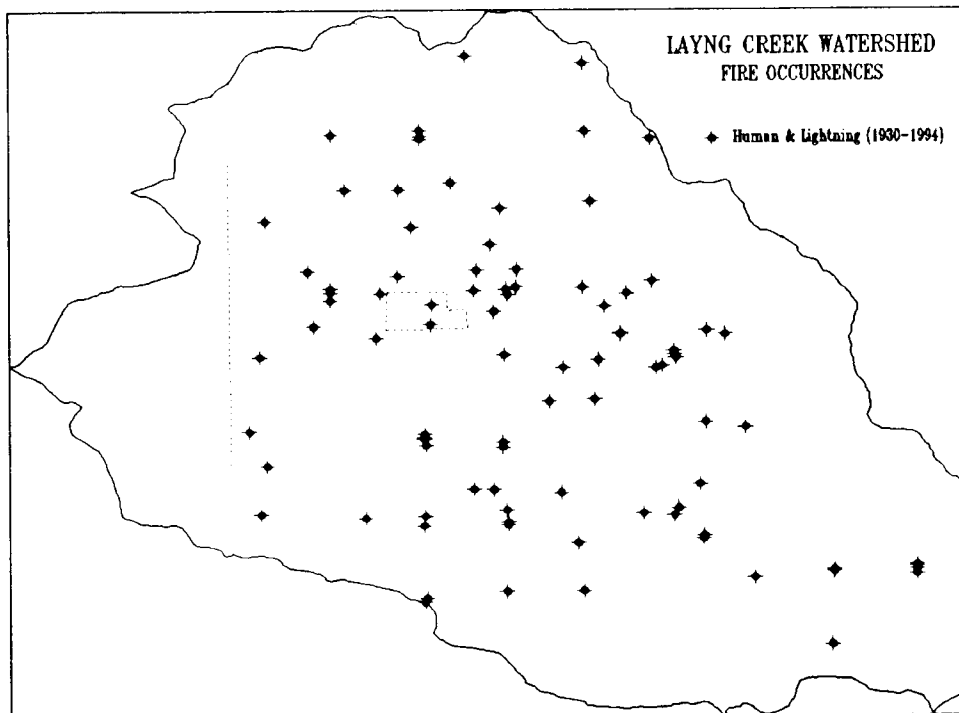 LAYNG CREEK WATERSHED
FIRE OCCURRENCES
Human & Lightning (1930-1994)